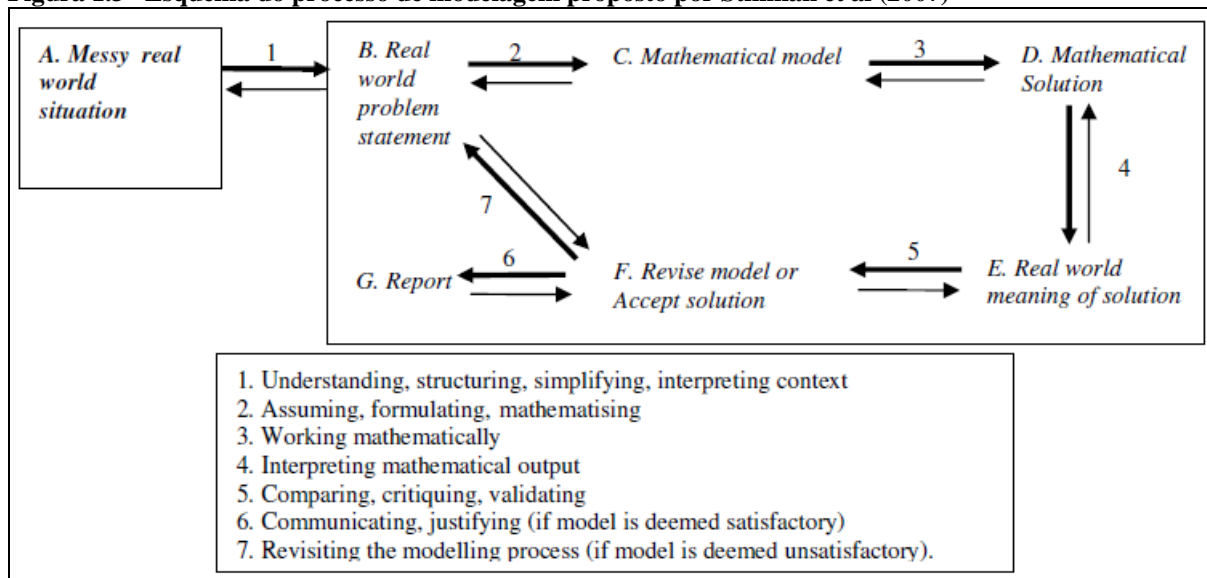 Figura 1.3 - Esquema do processo de modelagem proposto por Stillman et al (2007)
A. Messy real
world
situation
1
B. Real
world
problem
statement
2
C. Mathematical model
3
D. Mathematical
Solution
4
7
6
5
G. Report
F. Revise model or
Accept solution
E. Real world
meaning of solution
1. Understanding, structuring, simplifying, interpreting context
2. Assuming, formulating, mathematising
3. Working mathematically
4. Interpreting mathematical output
5. Comparing, critiquing, validating
6. Communicating, justifying (if model is deemed satisfactory)
7. Revisiting the modelling process (if model is deemed unsatisfactory).